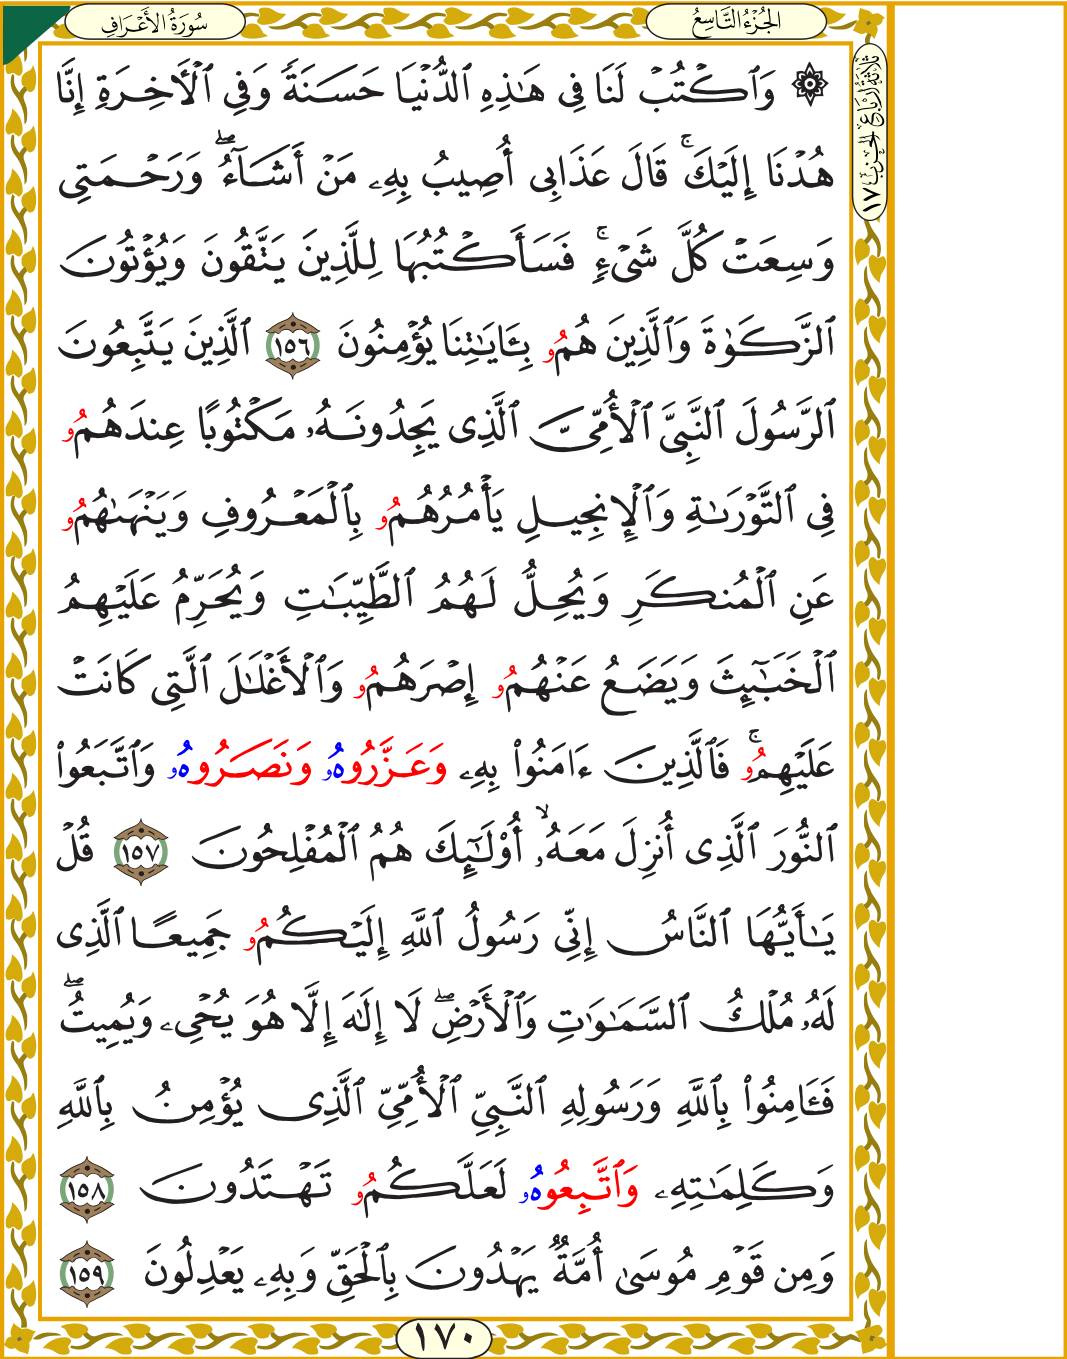 سُورَةُ الأَعْرَافِ
الجُزْءُ التَّاسِعُ
ثَلَاثَةُ أَرْبَاعِ الحِزْبِ ١٧
۞ وَٱكْتُبْ لَنَا فِى هَٰذِهِ ٱلدُّنْيَا حَسَنَةً وَفِى ٱلْأَخِرَةِ إِنَّا
هُدْنَا إِلَيْكَ ۚ قَالَ عَذَابِى أُصِيبُ بِهِۦ مَنْ أَشَآءُ ۖ وَرَحْمَتِى
وَسِعَتْ كُلَّ شَىْءٍ ۚ فَسَأَكْتُبُهَا لِلَّذِينَ يَتَّقُونَ وَيُؤْتُونَ
ٱلزَّكَوٰةَ وَٱلَّذِينَ هُمُۥ بِـَٔايَٰتِنَا يُؤْمِنُونَ ١٥٦ ٱلَّذِينَ يَتَّبِعُونَ
ٱلرَّسُولَ ٱلنَّبِىَّ ٱلْأُمِّىَّ ٱلَّذِى يَجِدُونَهُۥ مَكْتُوبًا عِندَهُمُۥ
فِى ٱلتَّوْرَىٰةِ وَٱلْإِنجِيلِ يَأْمُرُهُمُۥ بِٱلْمَعْرُوفِ وَيَنْهَىٰهُمُۥ
عَنِ ٱلْمُنكَرِ وَيُحِلُّ لَهُمُ ٱلطَّيِّبَٰتِ وَيُحَرِّمُ عَلَيْهِمُ
ٱلْخَبَٰٓئِثَ وَيَضَعُ عَنْهُمُۥ إِصْرَهُمُۥ وَٱلْأَغْلَٰلَ ٱلَّتِى كَانَتْ
عَلَيْهِمُۥ ۚ فَٱلَّذِينَ ءَامَنُوا۟ بِهِۦ وَعَزَّرُوهُۥ وَنَصَرُوهُۥ وَٱتَّبَعُوا۟
ٱلنُّورَ ٱلَّذِى أُنزِلَ مَعَهُۥ ۙ أُو۟لَٰٓئِكَ هُمُ ٱلْمُفْلِحُونَ ١٥٧ قُلْ
يَٰأَيُّهَا ٱلنَّاسُ إِنِّى رَسُولُ ٱللَّهِ إِلَيْكُمُۥ جَمِيعًا ٱلَّذِى
لَهُۥ مُلْكُ ٱلسَّمَٰوَٰتِ وَٱلْأَرْضِ ۖ لَا إِلَٰهَ إِلَّا هُوَ يُحْىِۦ وَيُمِيتُ ۖ
فَـَٔامِنُوا۟ بِٱللَّهِ وَرَسُولِهِ ٱلنَّبِىِّ ٱلْأُمِّىِّ ٱلَّذِى يُؤْمِنُ بِٱللَّهِ
وَكَلِمَٰتِهِۦ وَٱتَّبِعُوهُۥ لَعَلَّكُمُۥ تَهْتَدُونَ ١٥٨
وَمِن قَوْمِ مُوسَىٰ أُمَّةٌ يَهْدُونَ بِٱلْحَقِّ وَبِهِۦ يَعْدِلُونَ ١٥٩
١٧٠